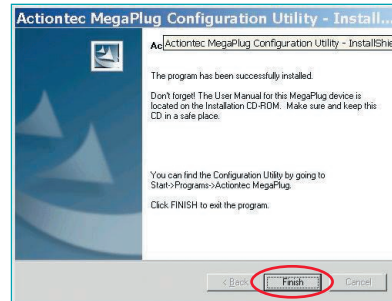 Actiontec MegaPlug Configuration Utility - Install...
Ac
Actiontec MegaPlug Configuration Utility - InstallShie
The program has been successfully installed.
Don't forget! The User Manual for this MegaPlug device is
located on the Installation CD-ROM. Make sure and keep this
CD in a safe place.
You can find the Configuration Utility by going to
Start->Programs->Actiontec MegaPlug.
Click FINISH to exit the program.
< Back
Finish
Cancel